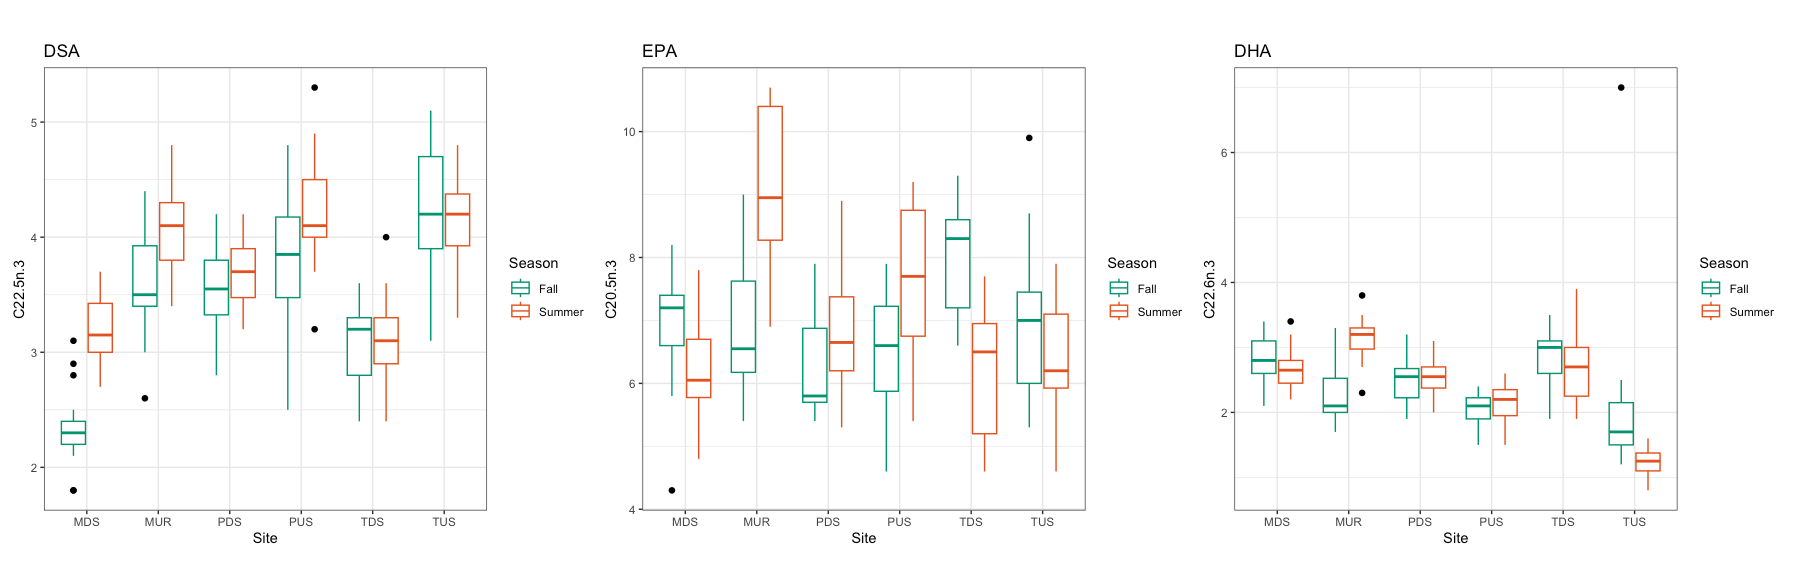 DSA
C22.5n.3
5
4
3
2
MDS MUR PDS PUS TDS TUS
Site
Season
Fall
Summer
EPA
C20.5n.3
10
8
6
4
MDS MUR PDS PUS TDS TUS
Site
Season
Fall
Summer
DHA
C22.6n.3
6
4
2
MDS MUR PDS PUS TDS TUS
Site
Season
Fall
Summer